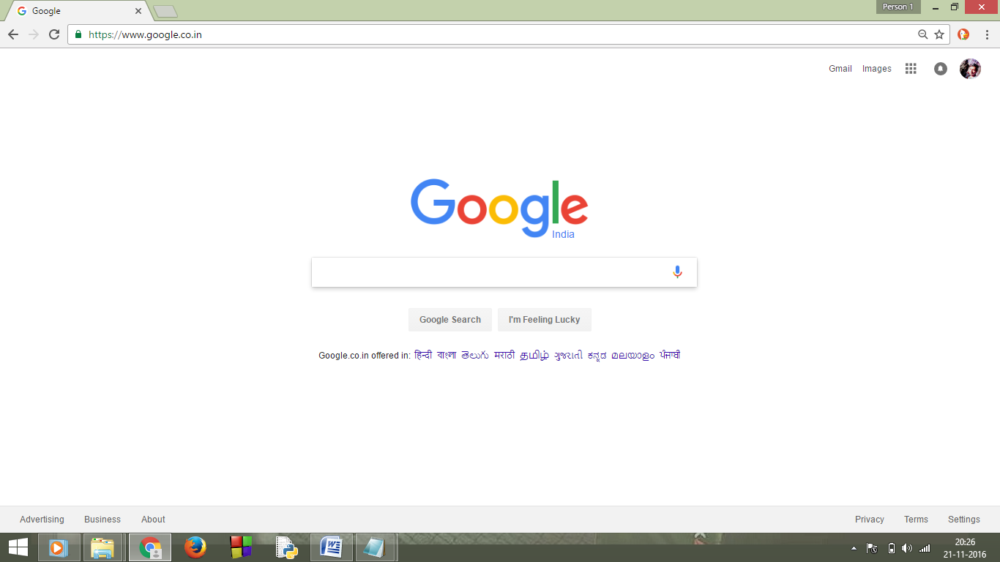 Google
Person 1
https://www.google.co.in
Gmail Images
Google
India
Google Search I'm Feeling Lucky
Google.co.in offered in: हिन्दी বাংলা తెలుగు मराठी தமிழ் ગુજરાતી ಕನ್ನಡ മലയാളം ਪੰਜਾਬੀ
Advertising Business About Privacy Terms Settings
20:26
21-11-2016